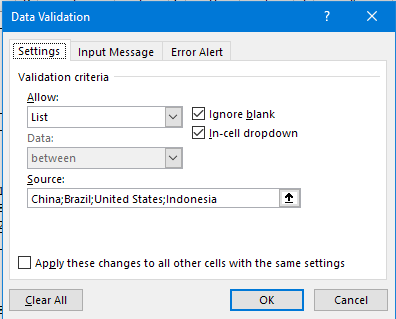 Data Validation ? ×
Settings Input Message Error Alert
Validation criteria
Allow:
List
Ignore blank
Data:
In-cell dropdown
between
Source:
China;Brazil;United States;Indonesia
Apply these changes to all other cells with the same settings
Clear All OK Cancel